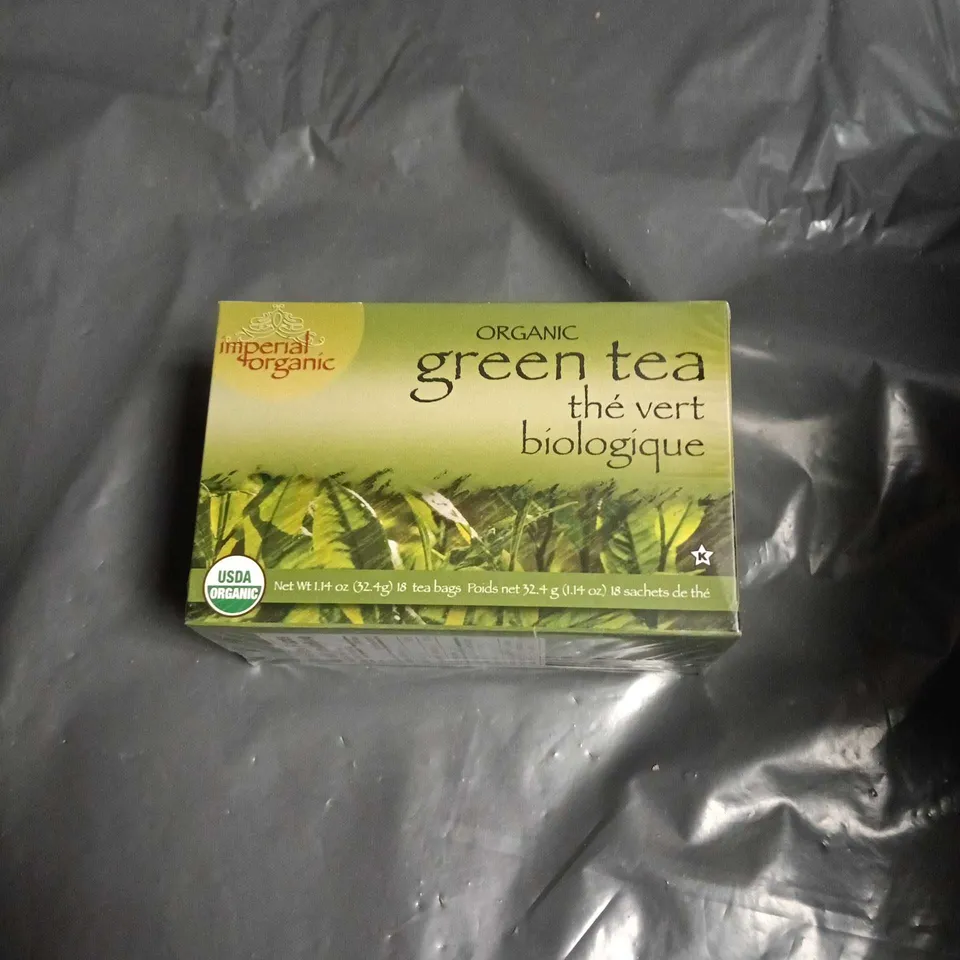 imperial
organic
ORGANIC
green tea
thé vert
biologique
K
USDA
ORGANIC
Net Wt 1.14 oz (32.4g) 18 tea bags Poids net 32.4 g (1.14 oz) 18 sachets de thé